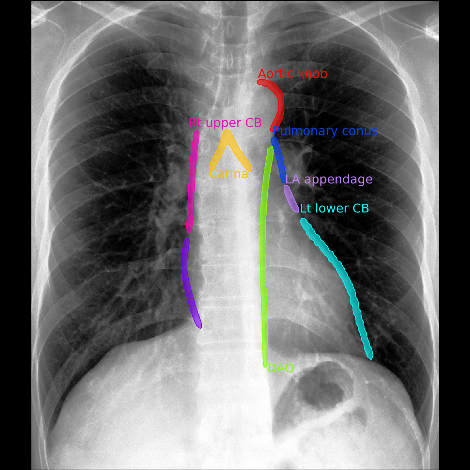 Aortic knob
Rt upper CB
Pulmonary conus
Carina
LA appendage
Lt lower CB
DAO